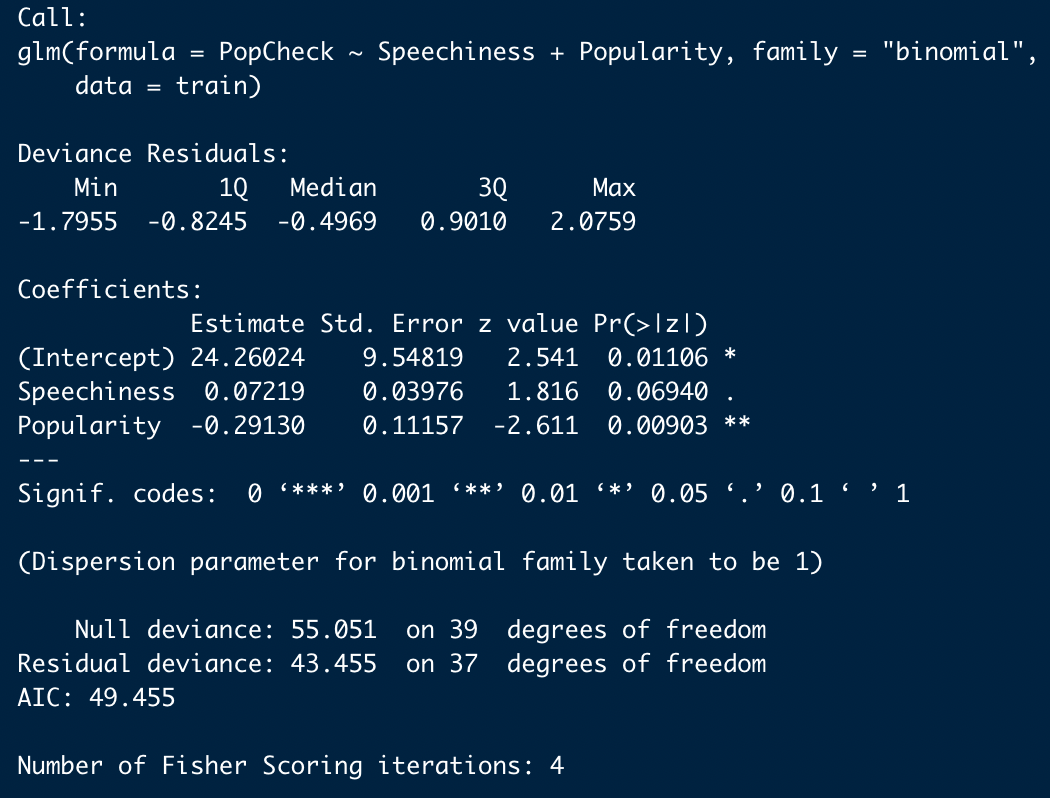 Call:
glm(formula = PopCheck ~ Speechiness + Popularity, family = "binomial",
    data = train)

Deviance Residuals:
    Min       1Q   Median       3Q      Max
-1.7955  -0.8245  -0.4969   0.9010   2.0759

Coefficients:
            Estimate Std. Error z value Pr(>|z|)
(Intercept) 24.26024    9.54819   2.541  0.01106 *
Speechiness  0.07219    0.03976   1.816  0.06940 .
Popularity  -0.29130    0.11157  -2.611  0.00903 **
---
Signif. codes:  0 ‘***’ 0.001 ‘**’ 0.01 ‘*’ 0.05 ‘.’ 0.1 ‘ ’ 1

(Dispersion parameter for binomial family taken to be 1)

    Null deviance: 55.051  on 39  degrees of freedom
Residual deviance: 43.455  on 37  degrees of freedom
AIC: 49.455

Number of Fisher Scoring iterations: 4